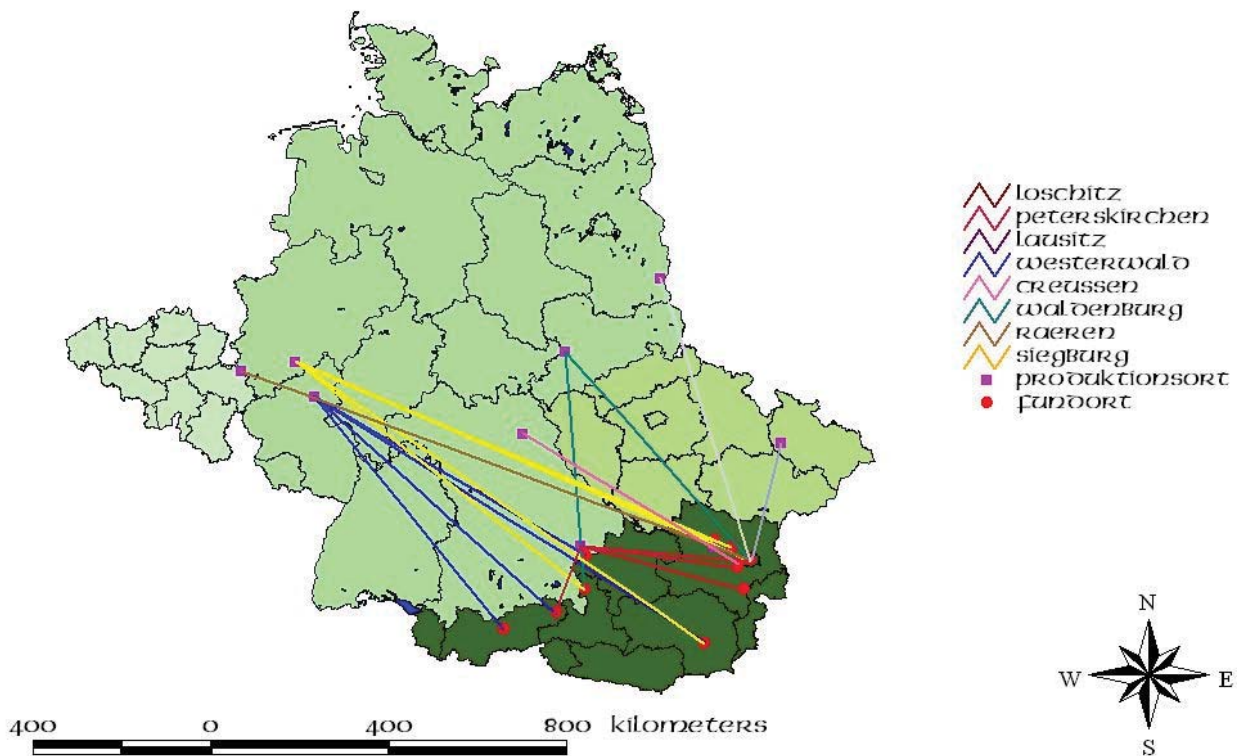 Loschitz
Peterskirchen
Lausitz
Westerwald
Creussen
Waldenburg
Raeren
Siegburg
Produktionsort
Fundort
N
W E
S
400 0 400 800 kilometers